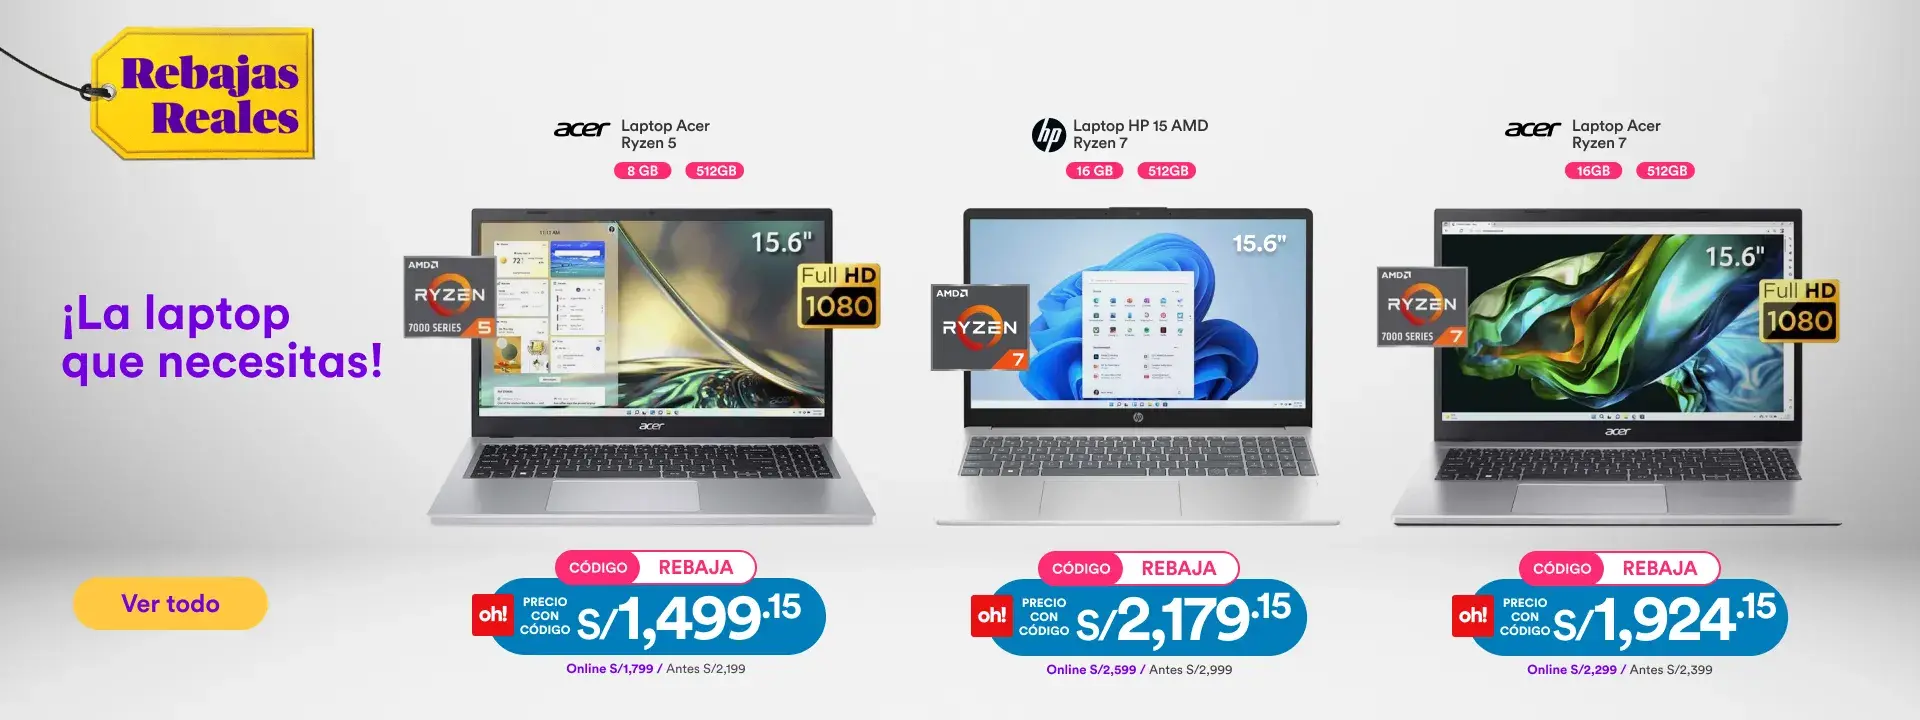 Rebajas
Reales
¡La laptop
que necesitas!
Ver todo
acer
Laptop Acer
Ryzen 5
8 GB
512GB
15.6"
AMD
RYZEN
7000 SERIES 5
Full HD
1080
acer
CÓDIGO REBAJA
oh!
PRECIO
CON
CÓDIGO
S/1,499.15
Online S/1,799 / Antes S/2,199
hp
Laptop HP 15 AMD
Ryzen 7
16 GB
512GB
15.6"
AMD
RYZEN
7
hp
CÓDIGO REBAJA
oh!
PRECIO
CON
CÓDIGO
S/2,179.15
Online S/2,599 / Antes S/2,999
acer
Laptop Acer
Ryzen 7
16GB
512GB
15.6"
AMD
RYZEN
7000 SERIES 7
Full HD
1080
acer
CÓDIGO REBAJA
oh!
PRECIO
CON
CÓDIGO
S/1,924.15
Online S/2,299 / Antes S/2,399